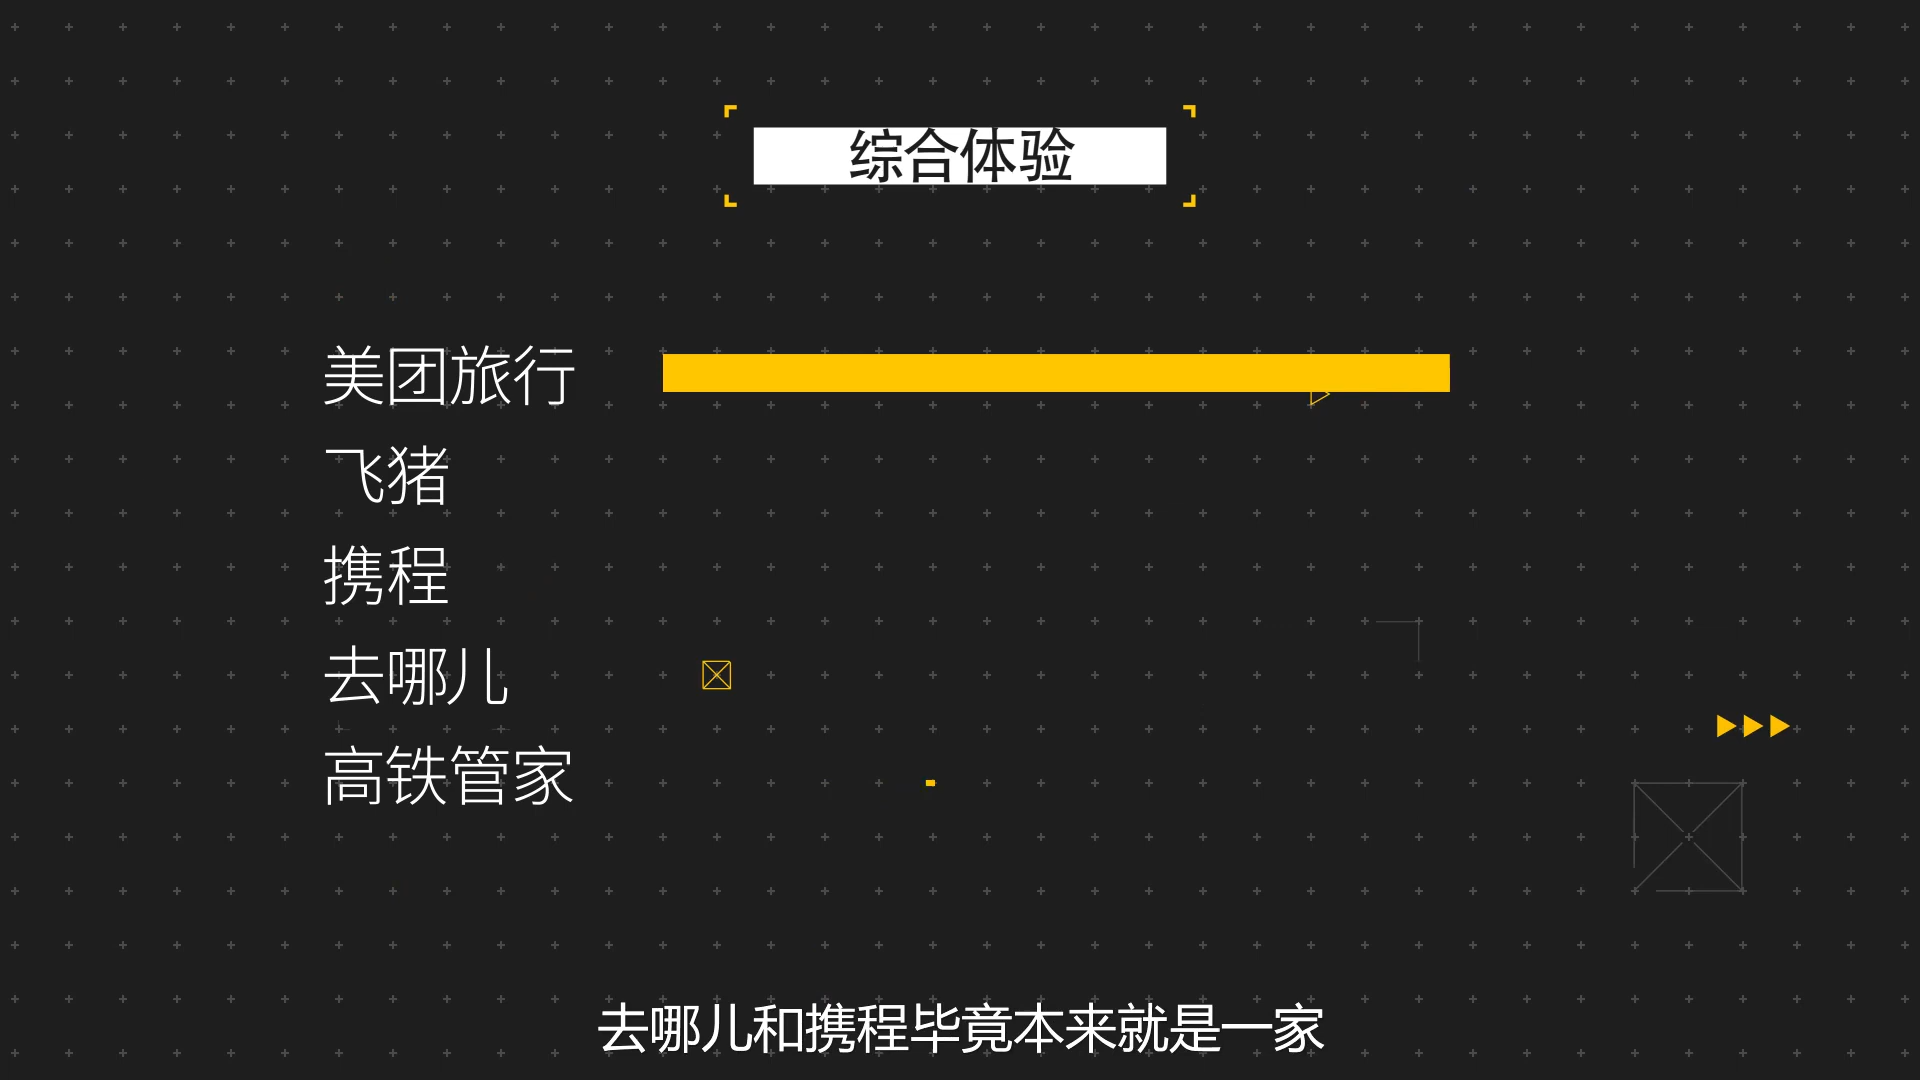 综合体验
美团旅行
飞猪
携程
去哪儿
高铁管家
去哪儿和携程毕竟本来就是一家